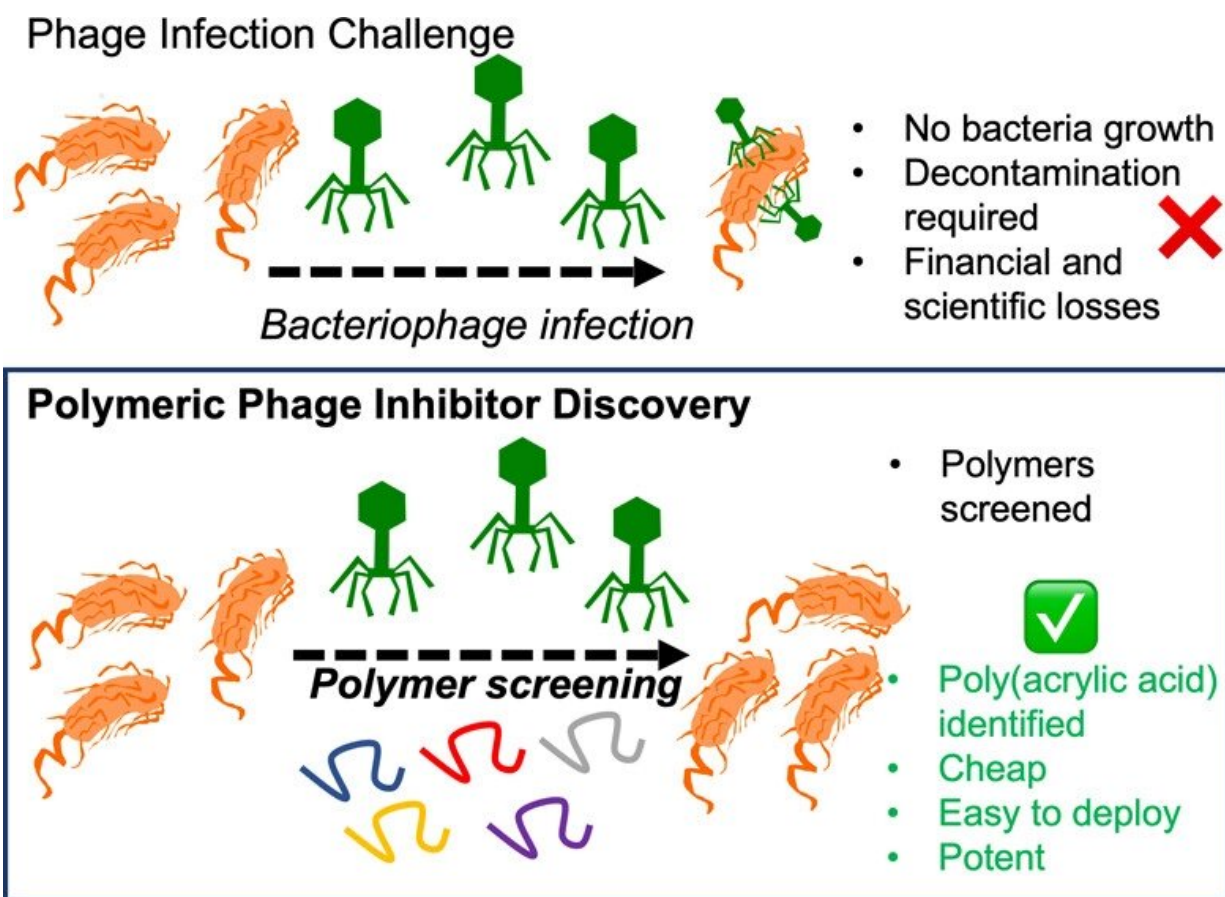 Phage Infection Challenge
• No bacteria growth
• Decontamination
required
• Financial and
scientific losses
Bacteriophage infection
Polymeric Phage Inhibitor Discovery
• Polymers
screened
Polymer screening
• Poly(acrylic acid)
identified
• Cheap
• Easy to deploy
• Potent